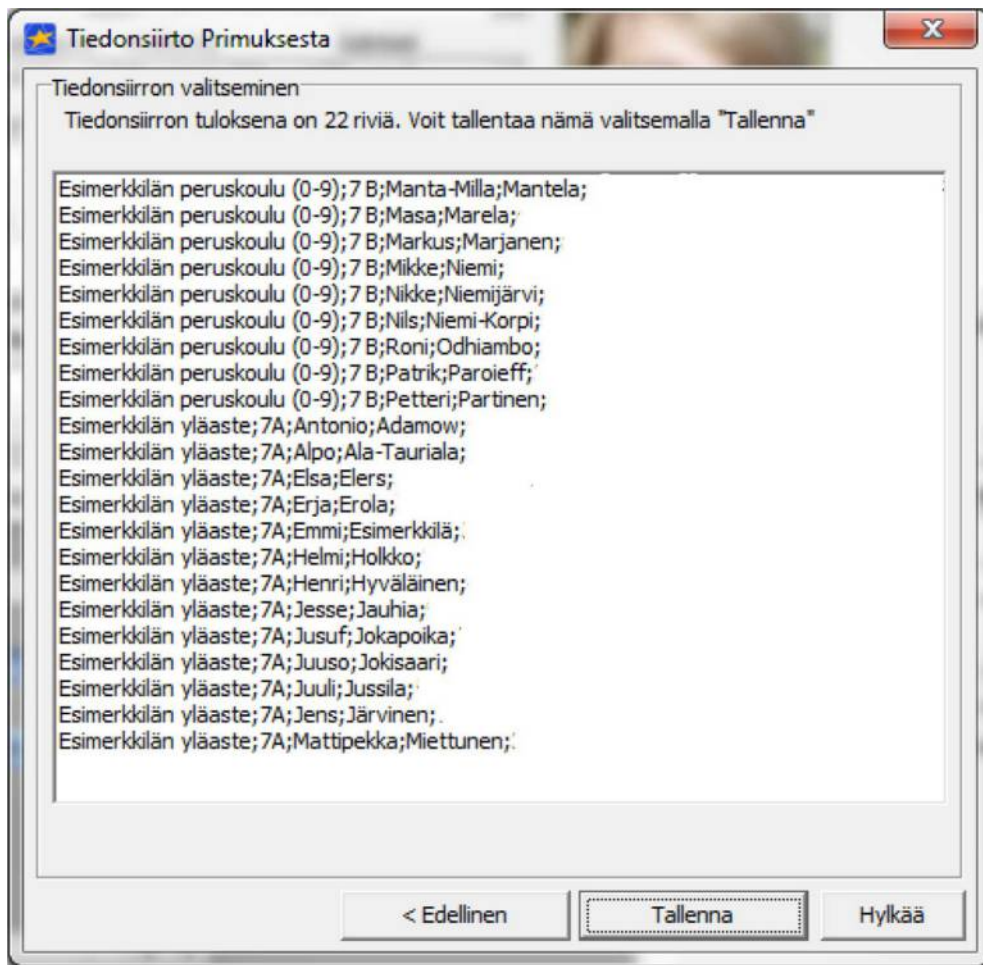 Tiedonsiirto Primuksesta
Tiedonsiirron valitseminen
Tiedonsiirron tuloksena on 22 riviä. Voit tallentaa nämä valitsemalla "Tallenna"
Esimerkkilän peruskoulu (0-9);7 B;Manta-Milla;Mantela;
Esimerkkilän peruskoulu (0-9);7 B;Masa;Marela;
Esimerkkilän peruskoulu (0-9);7 B;Markus;Marjanen;
Esimerkkilän peruskoulu (0-9);7 B;Mikke;Niemi;
Esimerkkilän peruskoulu (0-9);7 B;Nikke;Niemijärvi;
Esimerkkilän peruskoulu (0-9);7 B;Nils;Niemi-Korpi;
Esimerkkilän peruskoulu (0-9);7 B;Roni;Odhiambo;
Esimerkkilän peruskoulu (0-9);7 B;Patrik;Paroieff;
Esimerkkilän peruskoulu (0-9);7 B;Petteri;Partinen;
Esimerkkilän yläaste;7A;Antonio;Adamow;
Esimerkkilän yläaste;7A;Alpo;Ala-Tauriala;
Esimerkkilän yläaste;7A;Elsa;Elers;
Esimerkkilän yläaste;7A;Erja;Erola;
Esimerkkilän yläaste;7A;Emmi;Esimerkkilä;
Esimerkkilän yläaste;7A;Helmi;Holkko;
Esimerkkilän yläaste;7A;Henri;Hyväläinen;
Esimerkkilän yläaste;7A;Jesse;Jauhia;
Esimerkkilän yläaste;7A;Jusuf;Jokapoika;
Esimerkkilän yläaste;7A;Juuso;Jokisaari;
Esimerkkilän yläaste;7A;Juuli;Jussila;
Esimerkkilän yläaste;7A;Jens;Järvinen;
Esimerkkilän yläaste;7A;Mattipekka;Miettunen;
< Edellinen
Tallenna
Hylkää